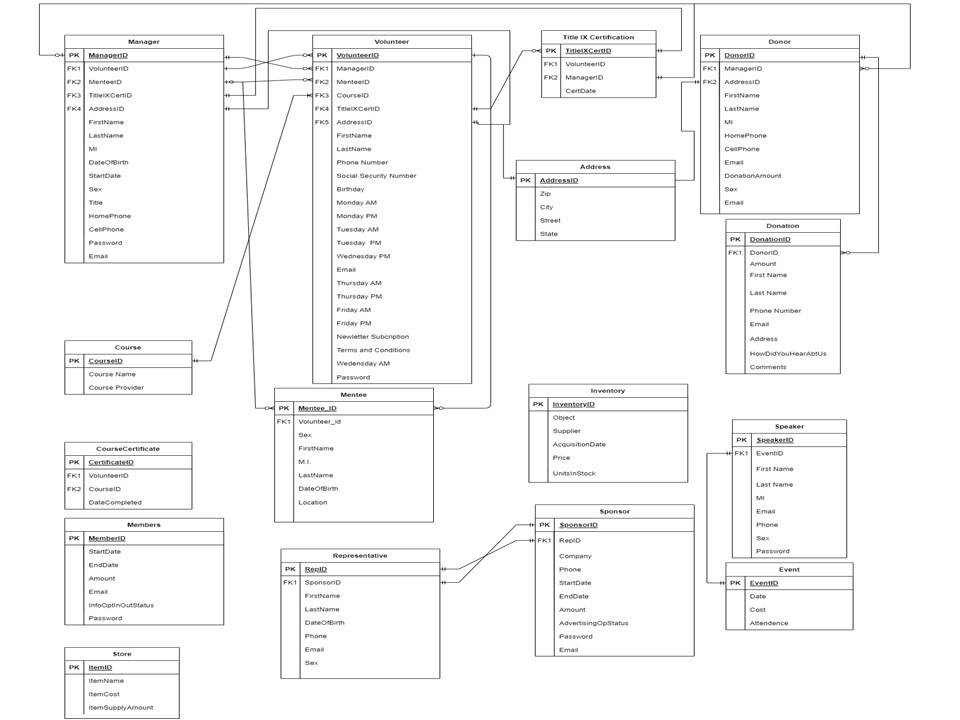 Manager
PK ManagerID
FK1 VolunteerID
FK2 MenteeID
FK3 TitleIXCertID
FK4 AddressID
FirstName
LastName
MI
DateOfBirth
StartDate
Sex
Title
HomePhone
CellPhone
Password
Email
Volunteer
PK VolunteerID
FK1 ManagerID
FK2 MenteeID
FK3 CourseID
FK4 TitleIXCertID
FK5 AddressID
FirstName
LastName
Phone Number
Social Security Number
Birthday
Monday AM
Monday PM
Tuesday AM
Tuesday PM
Wednesday PM
Email
Thursday AM
Thursday PM
Friday AM
Friday PM
Newletter Subcription
Terms and Conditions
Wedensday AM
Password
Title IX Certification
PK TitleIXCertID
FK1 VolunteerID
FK2 ManagerID
CertDate
Donor
PK DonorID
FK1 ManagerID
FK2 AddressID
FirstName
LastName
MI
HomePhone
CellPhone
Email
DonationAmount
Sex
Email
Address
PK AddressID
Zip
City
Street
State
Donation
PK DonationID
FK1 DonorID
Amount
First Name
Last Name
Phone Number
Email
Address
HowDidYouHearAbtUs
Comments
Course
PK CourseID
Course Name
Course Provider
Mentee
PK Mentee_ID
FK1 Volunteer_id
Sex
FirstName
M.I.
LastName
DateOfBirth
Location
Inventory
PK InventoryID
Object
Supplier
AcquisitionDate
Price
UnitsInStock
Speaker
PK SpeakerID
FK1 EventID
First Name
Last Name
MI
Email
Phone
Sex
Password
CourseCertificate
PK CertificateID
FK1 VolunteerID
FK2 CourseID
DateCompleted
Members
PK MemberID
StartDate
EndDate
Amount
Email
InfoOptInOutStatus
Password
Representative
PK RepID
FK1 SponsorID
FirstName
LastName
DateOfBirth
Phone
Email
Sex
Sponsor
PK SponsorID
FK1 RepID
Company
Phone
StartDate
EndDate
Amount
AdvertisingOpStatus
Password
Email
Event
PK EventID
Date
Cost
Attendence
Store
PK ItemID
ItemName
ItemCost
ItemSupplyAmount